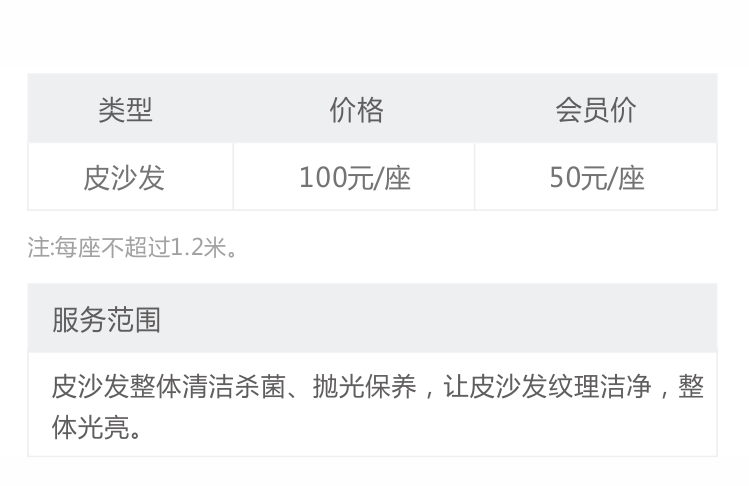 类型 价格 会员价
皮沙发 100元/座 50元/座
注:每座不超过1.2米。
服务范围
皮沙发整体清洁杀菌、抛光保养，让皮沙发纹理洁净，整
体光亮。